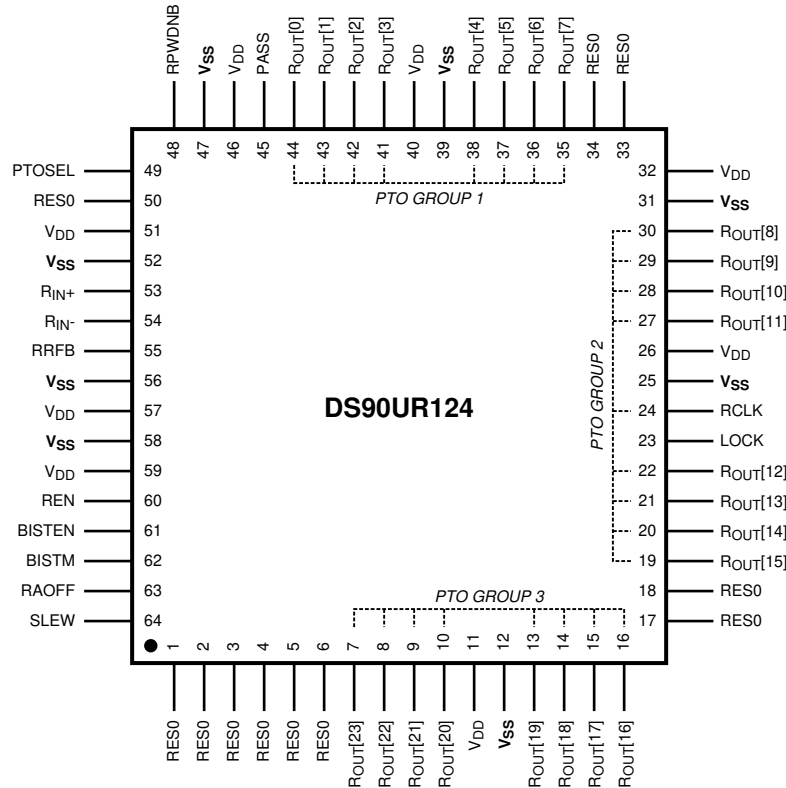 RPWDNB
VSS
VDD
PASS
ROUT[0]
ROUT[1]
ROUT[2]
ROUT[3]
VDD
VSS
ROUT[4]
ROUT[5]
ROUT[6]
ROUT[7]
RES0
RES0
48
47
46
45
44
43
42
41
40
39
38
37
36
35
34
33
PTO GROUP 1
PTOSEL 49
RES0 50
VDD 51
VSS 52
RIN+ 53
RIN- 54
RRFB 55
VSS 56
VDD 57
VSS 58
VDD 59
REN 60
BISTEN 61
BISTM 62
RAOFF 63
SLEW 64
DS90UR124
PTO GROUP 2
32 VDD
31 VSS
30 ROUT[8]
29 ROUT[9]
28 ROUT[10]
27 ROUT[11]
26 VDD
25 VSS
24 RCLK
23 LOCK
22 ROUT[12]
21 ROUT[13]
20 ROUT[14]
19 ROUT[15]
18 RES0
17 RES0
PTO GROUP 3
1
2
3
4
5
6
7
8
9
10
11
12
13
14
15
16
RES0
RES0
RES0
RES0
RES0
RES0
ROUT[23]
ROUT[22]
ROUT[21]
ROUT[20]
VDD
VSS
ROUT[19]
ROUT[18]
ROUT[17]
ROUT[16]